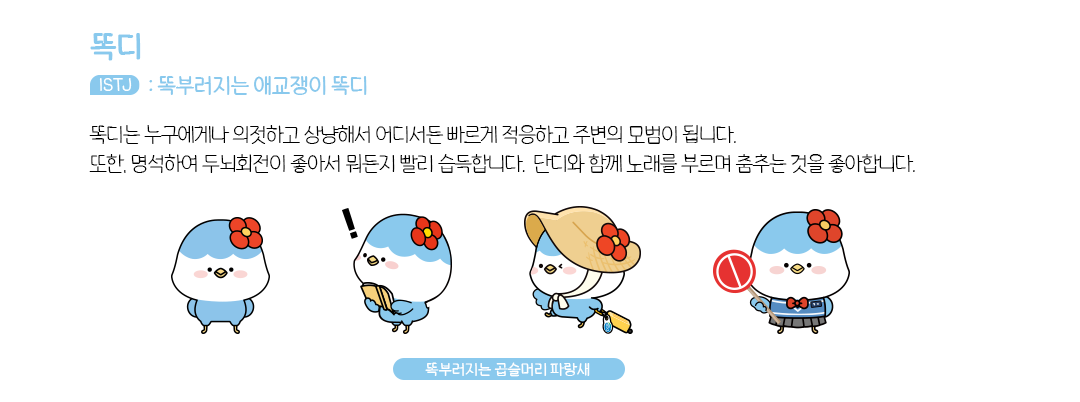 똑디
ISTJ : 똑부러지는 애교쟁이 똑디
똑디는 누구에게나 의젓하고 상냥해서 어디서든 빠르게 적응하고 주변의 모범이 됩니다.
또한, 명석하여 두뇌회전이 좋아서 뭐든지 빨리 습득합니다. 단디와 함께 노래를 부르며 춤추는 것을 좋아합니다.
!
똑부러지는 곱슬머리 파랑새